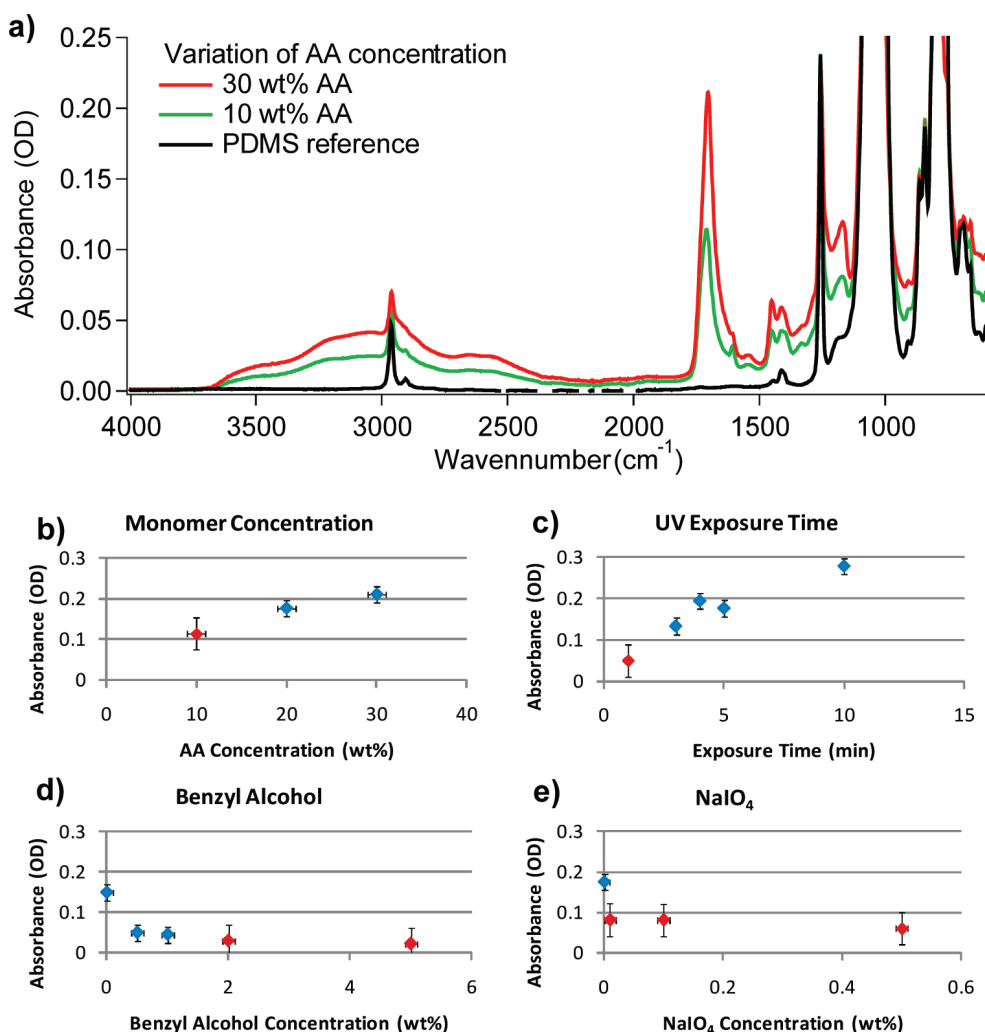 a)
Variation of AA concentration
30 wt% AA
10 wt% AA
PDMS reference
0.25
0.20
0.15
0.10
0.05
0.00
Absorbance (OD)
4000 3500 3000 2500 2000 1500 1000
Wavennumber(cm-1)
b)
Monomer Concentration
Absorbance (OD)
0.3
0.2
0.1
0
0 10 20 30 40
AA Concentration (wt%)
c)
UV Exposure Time
Absorbance (OD)
0.3
0.2
0.1
0
0 5 10 15
Exposure Time (min)
d)
Benzyl Alcohol
Absorbance (OD)
0.3
0.2
0.1
0
0 2 4 6
Benzyl Alcohol Concentration (wt%)
e)
NaIO4
Absorbance (OD)
0.3
0.2
0.1
0
0 0.2 0.4 0.6
NaIO4 Concentration (wt%)